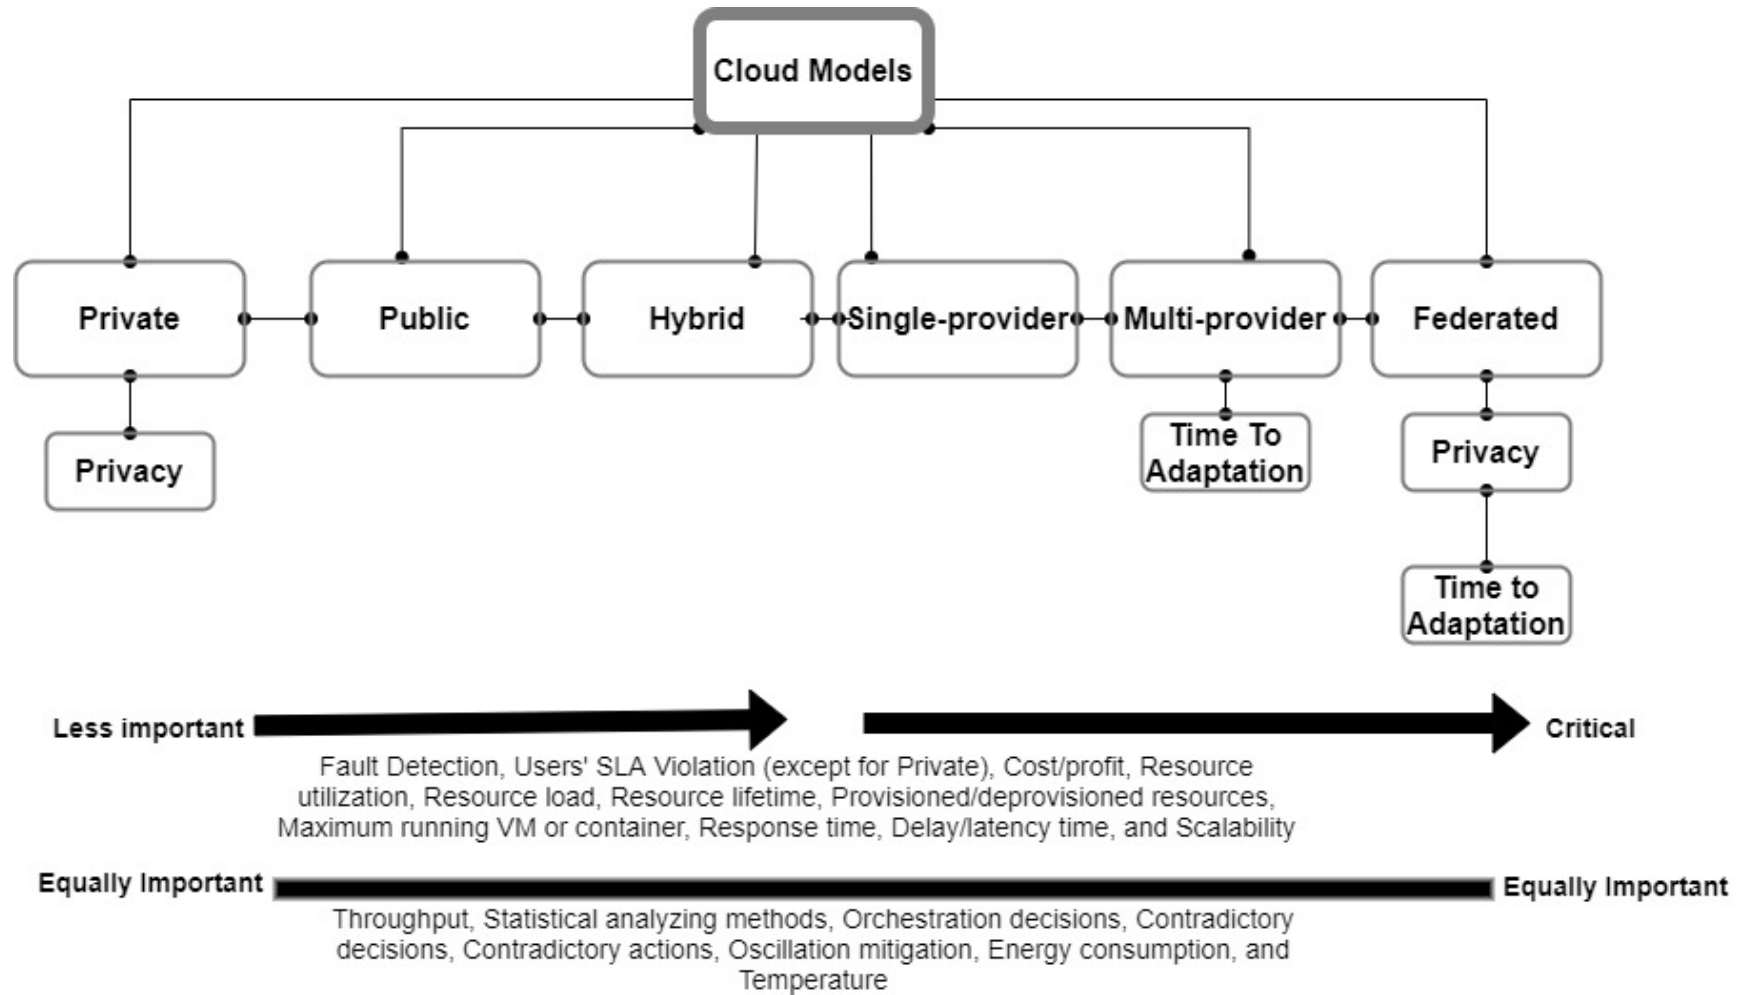 Cloud Models
Private
Public
Hybrid
Single-provider
Multi-provider
Federated
Privacy
Time To
Adaptation
Privacy
Time to
Adaptation
Less important
Critical
Fault Detection, Users' SLA Violation (except for Private), Cost/profit, Resource
utilization, Resource load, Resource lifetime, Provisioned/deprovisioned resources,
Maximum running VM or container, Response time, Delay/latency time, and Scalability
Equally Important
Equally Important
Throughput, Statistical analyzing methods, Orchestration decisions, Contradictory
decisions, Contradictory actions, Oscillation mitigation, Energy consumption, and
Temperature